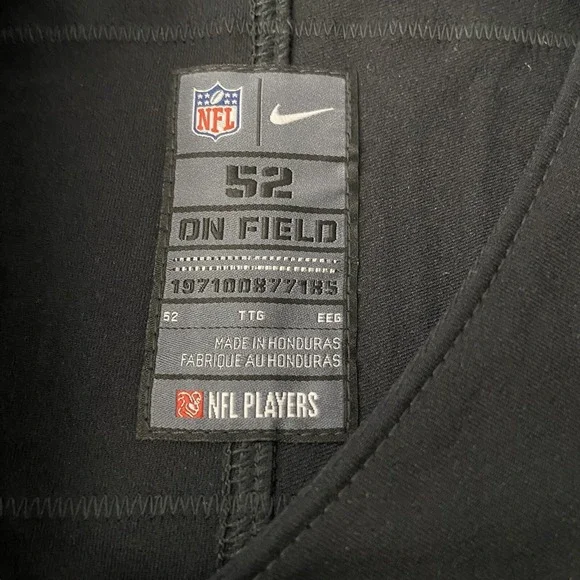 NFL
52
ON FIELD
197100877185
52 TTG EEG
MADE IN HONDURAS
FABRIQUE AU HONDURAS
NFL PLAYERS